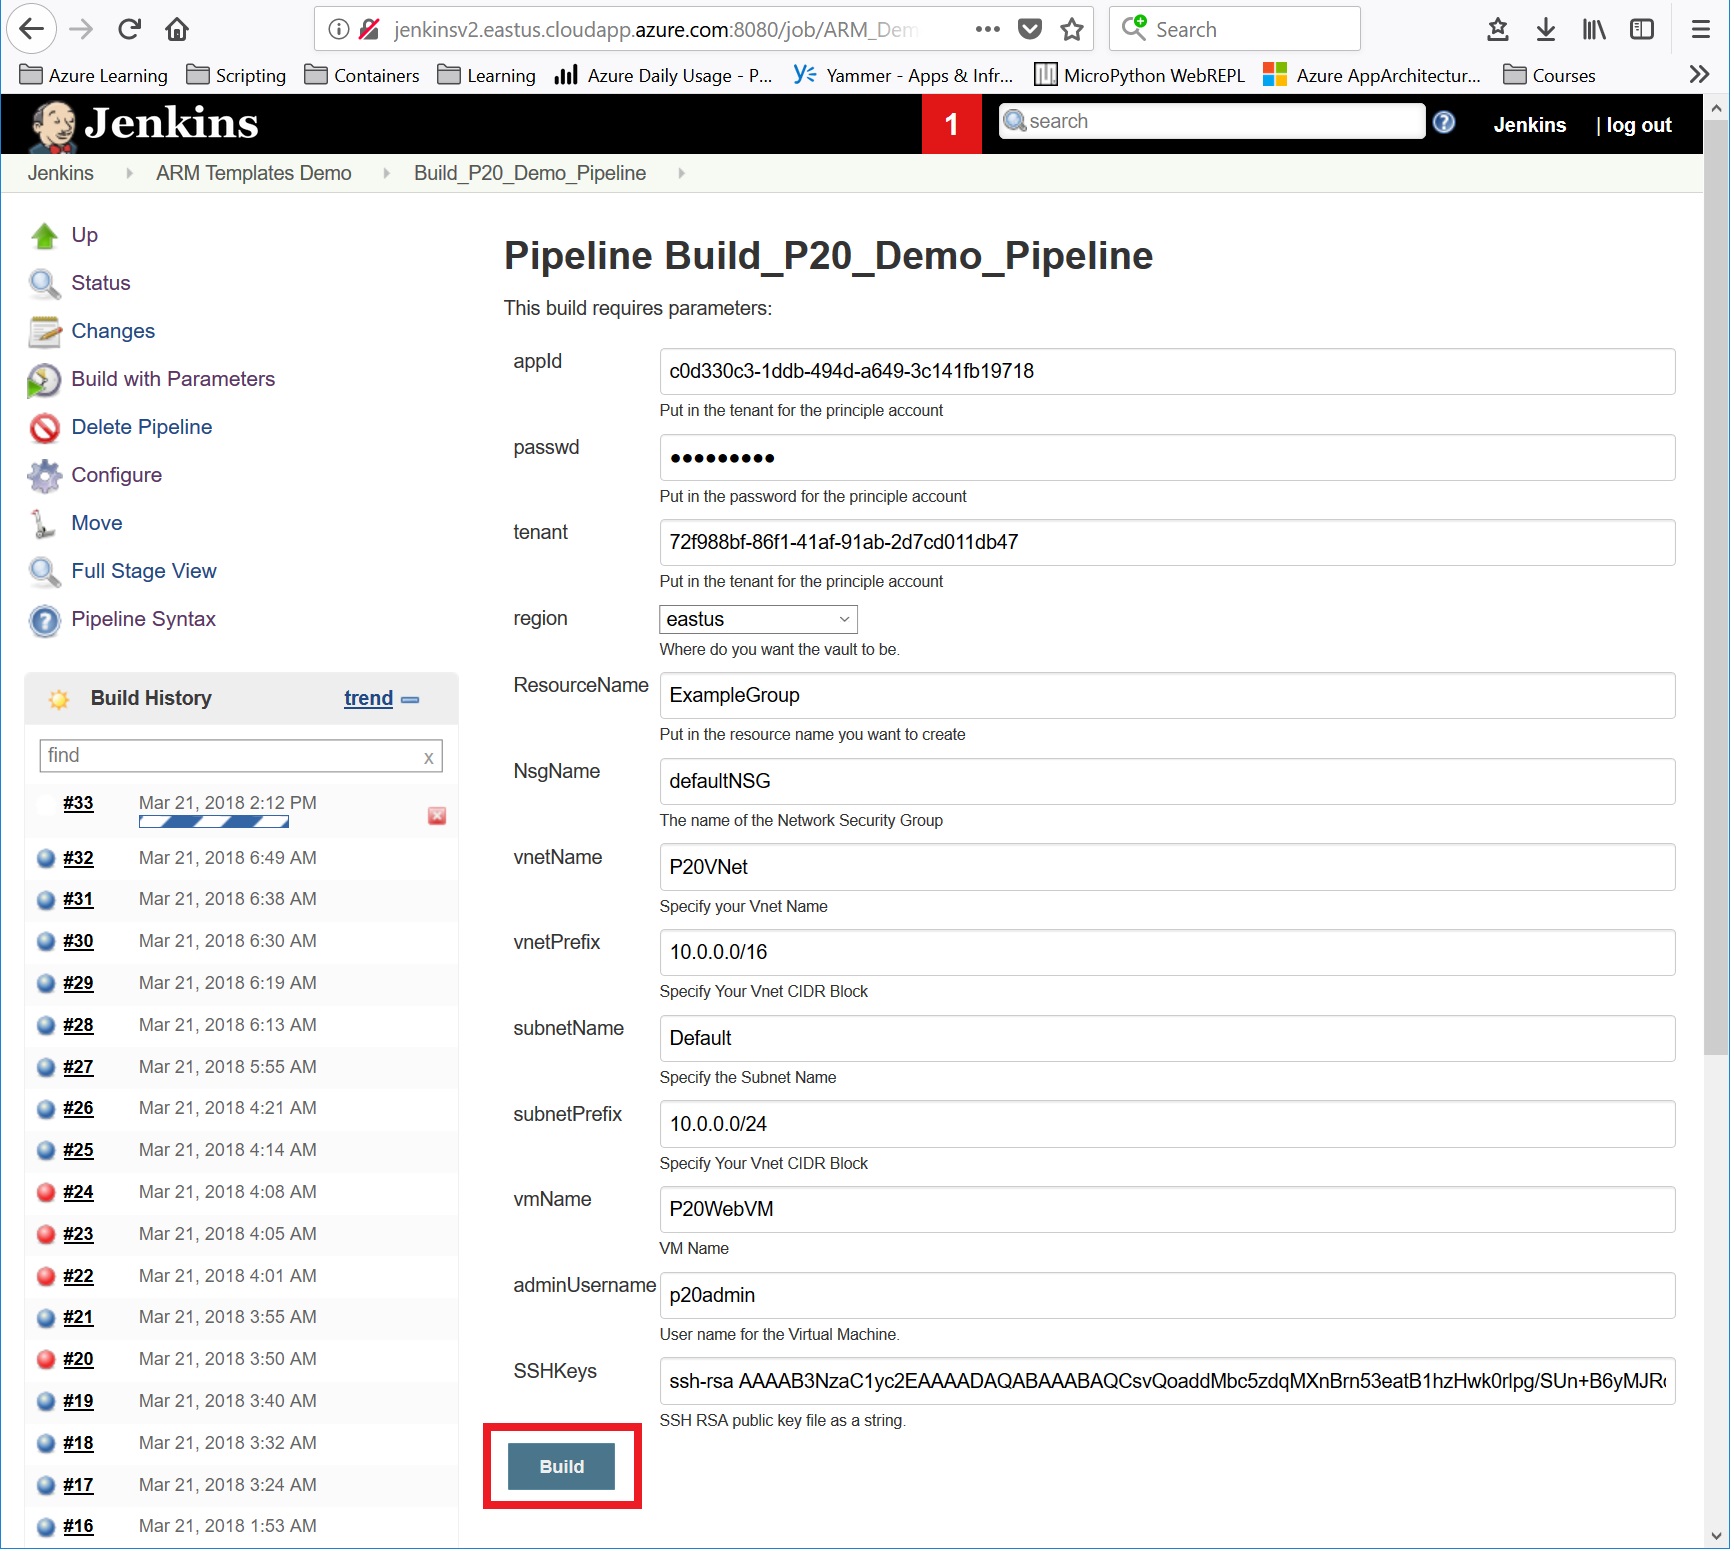 jenkinsv2.eastus.cloudapp.azure.com:8080/job/ARM_Dem
Search
Azure Learning
Scripting
Containers
Learning
Azure Daily Usage - P...
Yammer - Apps & Infr...
MicroPython WebREPL
Azure AppArchitectur...
Courses
Jenkins
1
search
Jenkins
| log out
Jenkins
ARM Templates Demo
Build_P20_Demo_Pipeline
Up
Status
Changes
Build with Parameters
Delete Pipeline
Configure
Move
Full Stage View
Pipeline Syntax
Build History
trend
find
x
#33 Mar 21, 2018 2:12 PM
#32 Mar 21, 2018 6:49 AM
#31 Mar 21, 2018 6:38 AM
#30 Mar 21, 2018 6:30 AM
#29 Mar 21, 2018 6:19 AM
#28 Mar 21, 2018 6:13 AM
#27 Mar 21, 2018 5:55 AM
#26 Mar 21, 2018 4:21 AM
#25 Mar 21, 2018 4:14 AM
#24 Mar 21, 2018 4:08 AM
#23 Mar 21, 2018 4:05 AM
#22 Mar 21, 2018 4:01 AM
#21 Mar 21, 2018 3:55 AM
#20 Mar 21, 2018 3:50 AM
#19 Mar 21, 2018 3:40 AM
#18 Mar 21, 2018 3:32 AM
#17 Mar 21, 2018 3:24 AM
#16 Mar 21, 2018 1:53 AM
Pipeline Build_P20_Demo_Pipeline
This build requires parameters:
appId
c0d330c3-1ddb-494d-a649-3c141fb19718
Put in the tenant for the principle account
passwd
•••••••••
Put in the password for the principle account
tenant
72f988bf-86f1-41af-91ab-2d7cd011db47
Put in the tenant for the principle account
region
eastus
Where do you want the vault to be.
ResourceName
ExampleGroup
Put in the resource name you want to create
NsgName
defaultNSG
The name of the Network Security Group
vnetName
P20VNet
Specify your Vnet Name
vnetPrefix
10.0.0.0/16
Specify Your Vnet CIDR Block
subnetName
Default
Specify the Subnet Name
subnetPrefix
10.0.0.0/24
Specify Your Vnet CIDR Block
vmName
P20WebVM
VM Name
adminUsername
p20admin
User name for the Virtual Machine.
SSHKeys
ssh-rsa AAAAB3NzaC1yc2EAAAADAQABAAABAQCsvQoaddMbc5zdqMXnBrn53eatB1hzHwk0rlpg/SUn+B6yMJR
SSH RSA public key file as a string.
Build